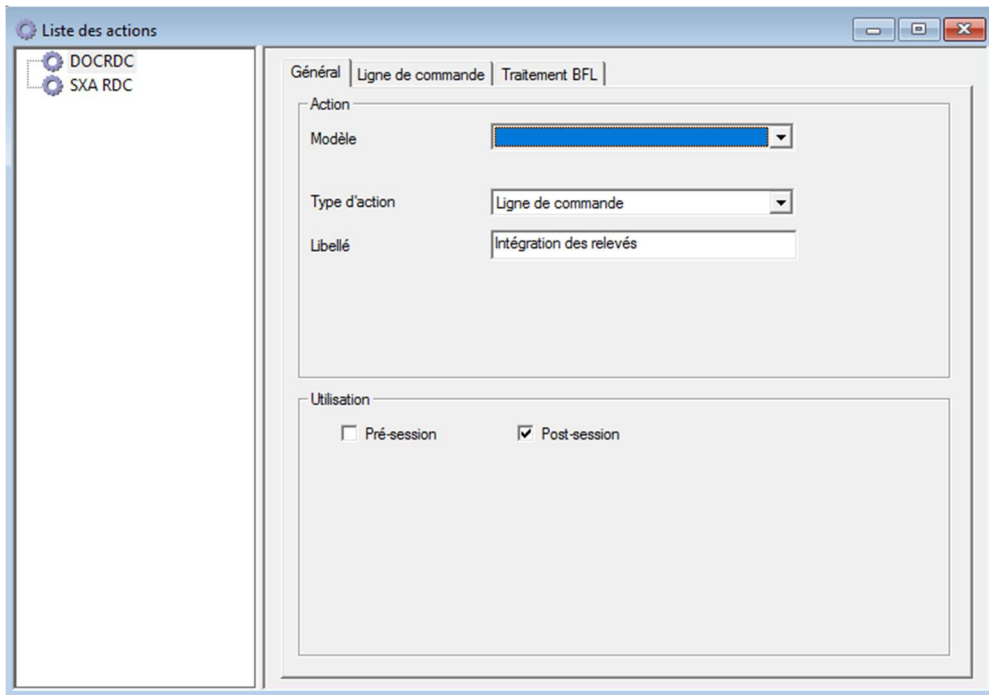 Liste des actions
DOCRDC
SXA RDC
Général Ligne de commande Traitement BFL
Action
Modèle
Type d'action Ligne de commande
Libellé Intégration des relevés
Utilisation
Pré-session Post-session